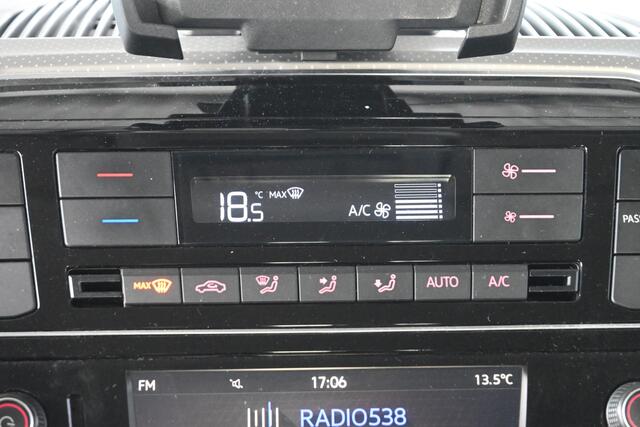 °C MAX
18.5 A/C
PAS
MAX AUTO A/C
FM 17:06 13.5°C
RADIO538
G